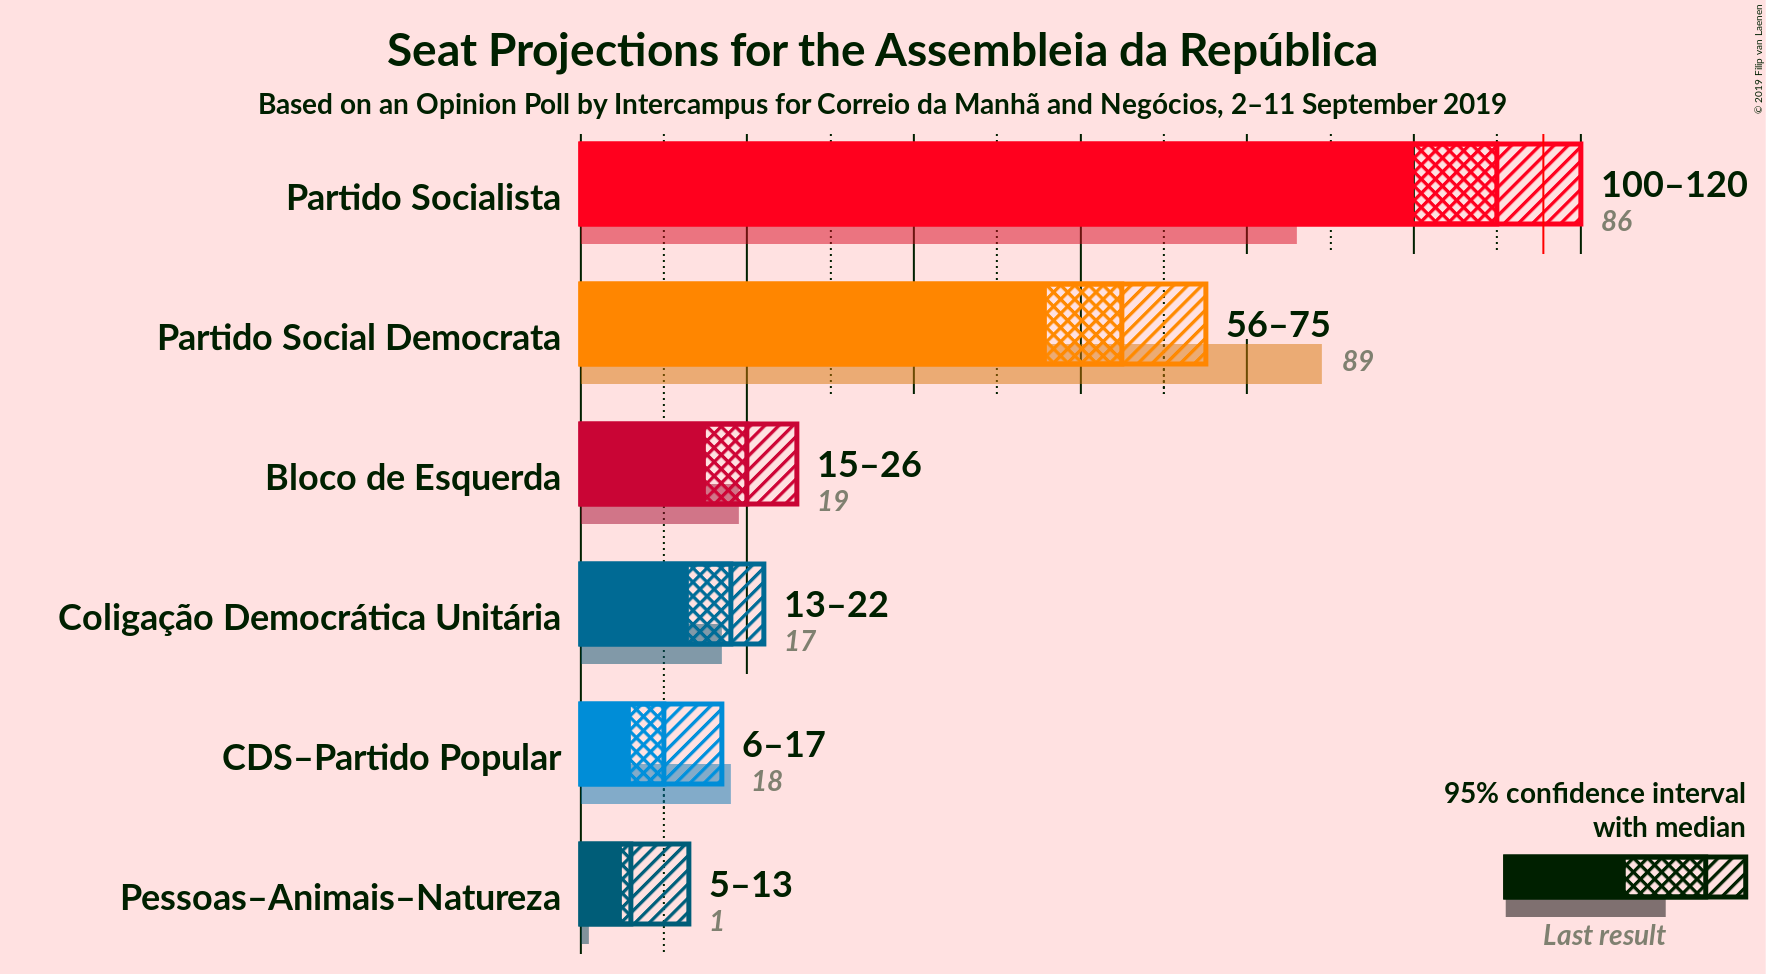 Seat Projections for the Assembleia da República
Based on an Opinion Poll by Intercampus for Correio da Manhã and Negócios, 2–11 September 2019
© 2019 Filip van Laenen
Partido Socialista
100–120
86
Partido Social Democrata
56–75
89
Bloco de Esquerda
15–26
19
Coligação Democrática Unitária
13–22
17
CDS–Partido Popular
6–17
18
Pessoas–Animais–Natureza
5–13
1
95% confidence interval
with median
Last result